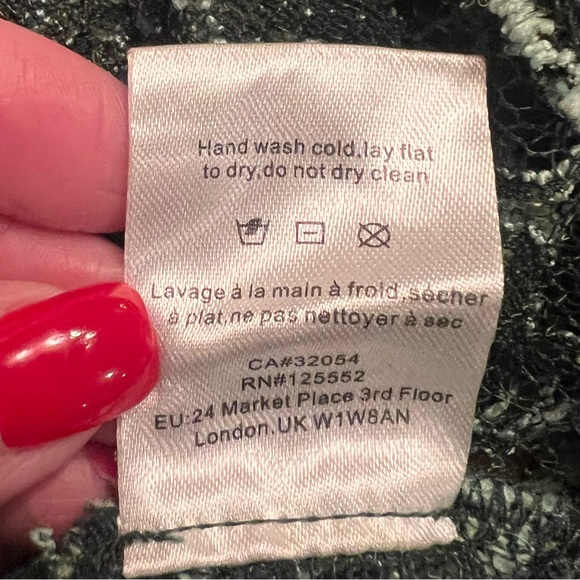 Hand wash cold,lay flat
to dry,do not dry clean
Lavage à la main à froid,sécher
à plat,ne pas nettoyer à sec
CA#32054
RN#125552
EU:24 Market Place 3rd Floor
London,UK W1W8AN